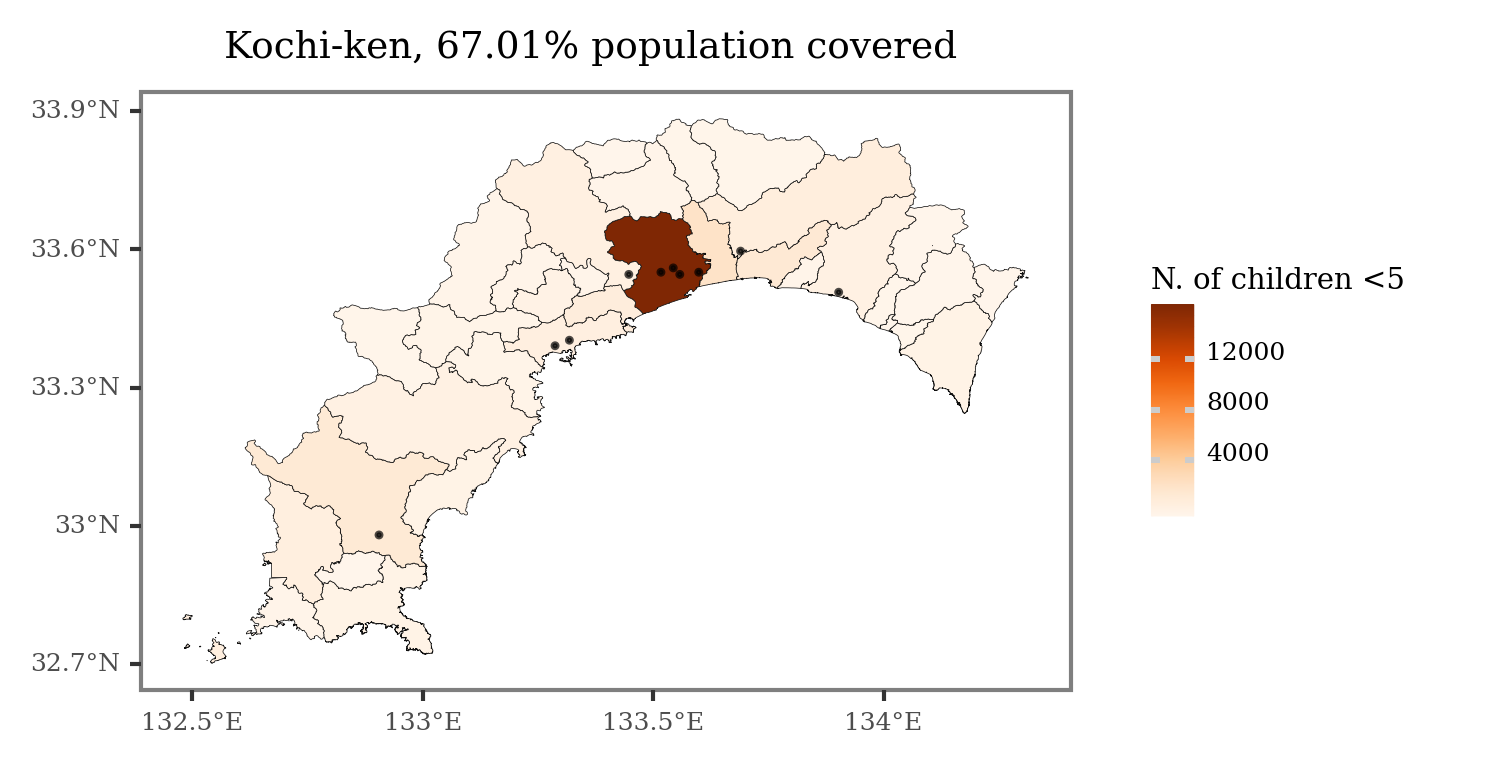 Kochi-ken, 67.01% population covered
33.9°N
33.6°N
33.3°N
33°N
32.7°N
132.5°E
133°E
133.5°E
134°E
N. of children <5
12000
8000
4000